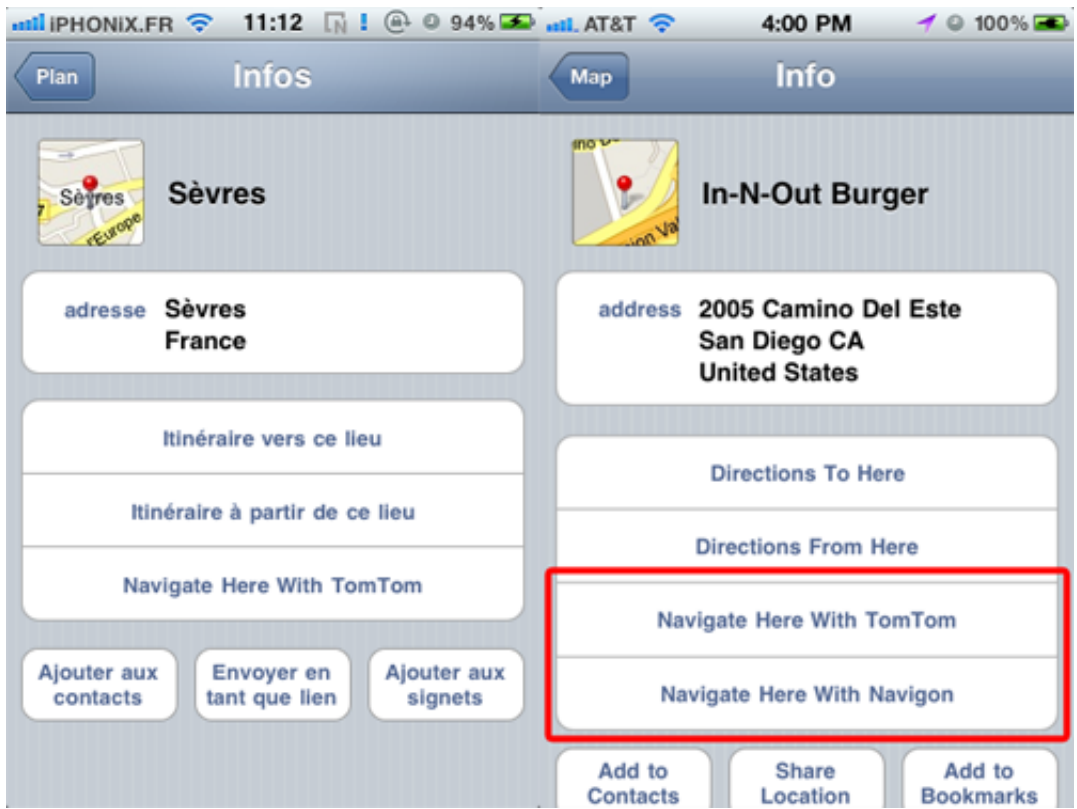 iPHONiX.FR 11:12 94%
Plan
Infos
Sèvres
7
l'Europe
Sèvres
adresse Sèvres
France
Itinéraire vers ce lieu
Itinéraire à partir de ce lieu
Navigate Here With TomTom
Ajouter aux
contacts
Envoyer en
tant que lien
Ajouter aux
signets
AT&T 4:00 PM 100%
Map
Info
In-N-Out Burger
address 2005 Camino Del Este
San Diego CA
United States
Directions To Here
Directions From Here
Navigate Here With TomTom
Navigate Here With Navigon
Add to
Contacts
Share
Location
Add to
Bookmarks